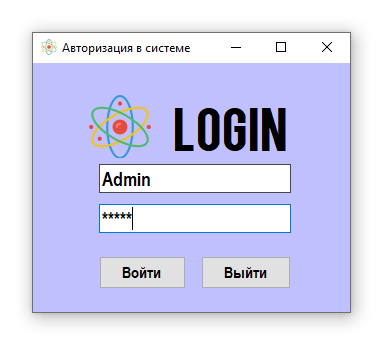 Авторизация в системе
LOGIN
Admin
*****
Войти
Выйти